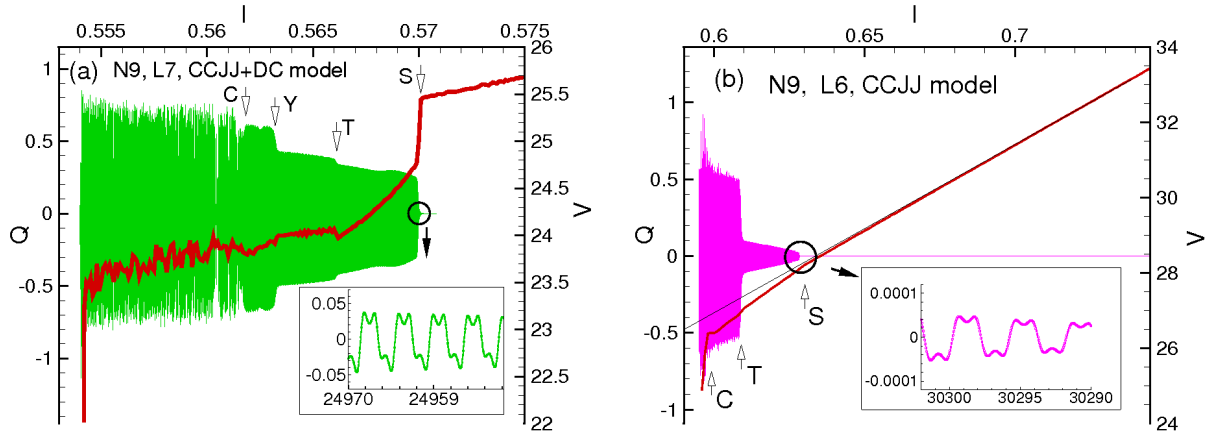 I
0.555 0.56 0.565 0.57 0.575
(a) N9, L7, CCJJ+DC model
C Y T S
1
0.5
0
-0.5
-1
Q
26
25.5
25
24.5
24
23.5
23
22.5
22
V
0.05
0.00
-0.05
24970 24959
I
0.6 0.65 0.7
(b) N9, L6, CCJJ model
1
0.5
0
-0.5
-1
Q
34
32
30
28
26
24
V
S
T
C
0.0001
0
-0.0001
30300 30295 30290